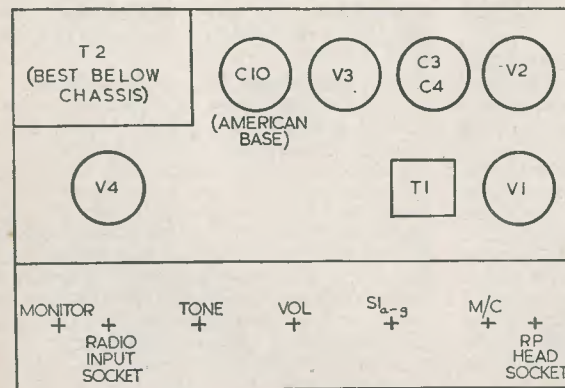 T2
(BEST BELOW
CHASSIS)
C10
(AMERICAN
BASE)
V3
C3
C4
V2
V4
T1
V1
MONITOR
RADIO
INPUT
SOCKET
TONE
VOL
S1a-g
M/C
RP
HEAD
SOCKET